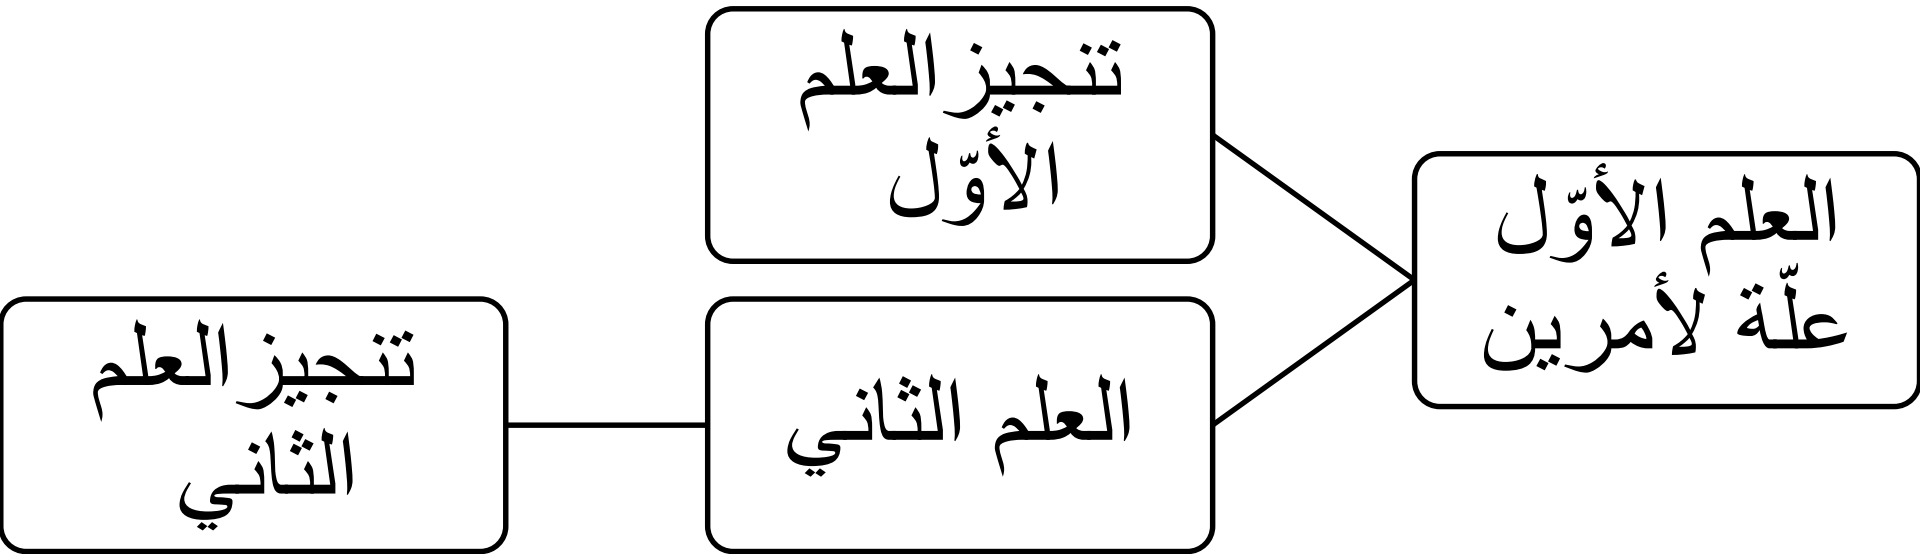 العلم الأوّل
علّة لأمرين
تنجيز العلم
الأوّل
العلم الثاني
تنجيز العلم
الثاني